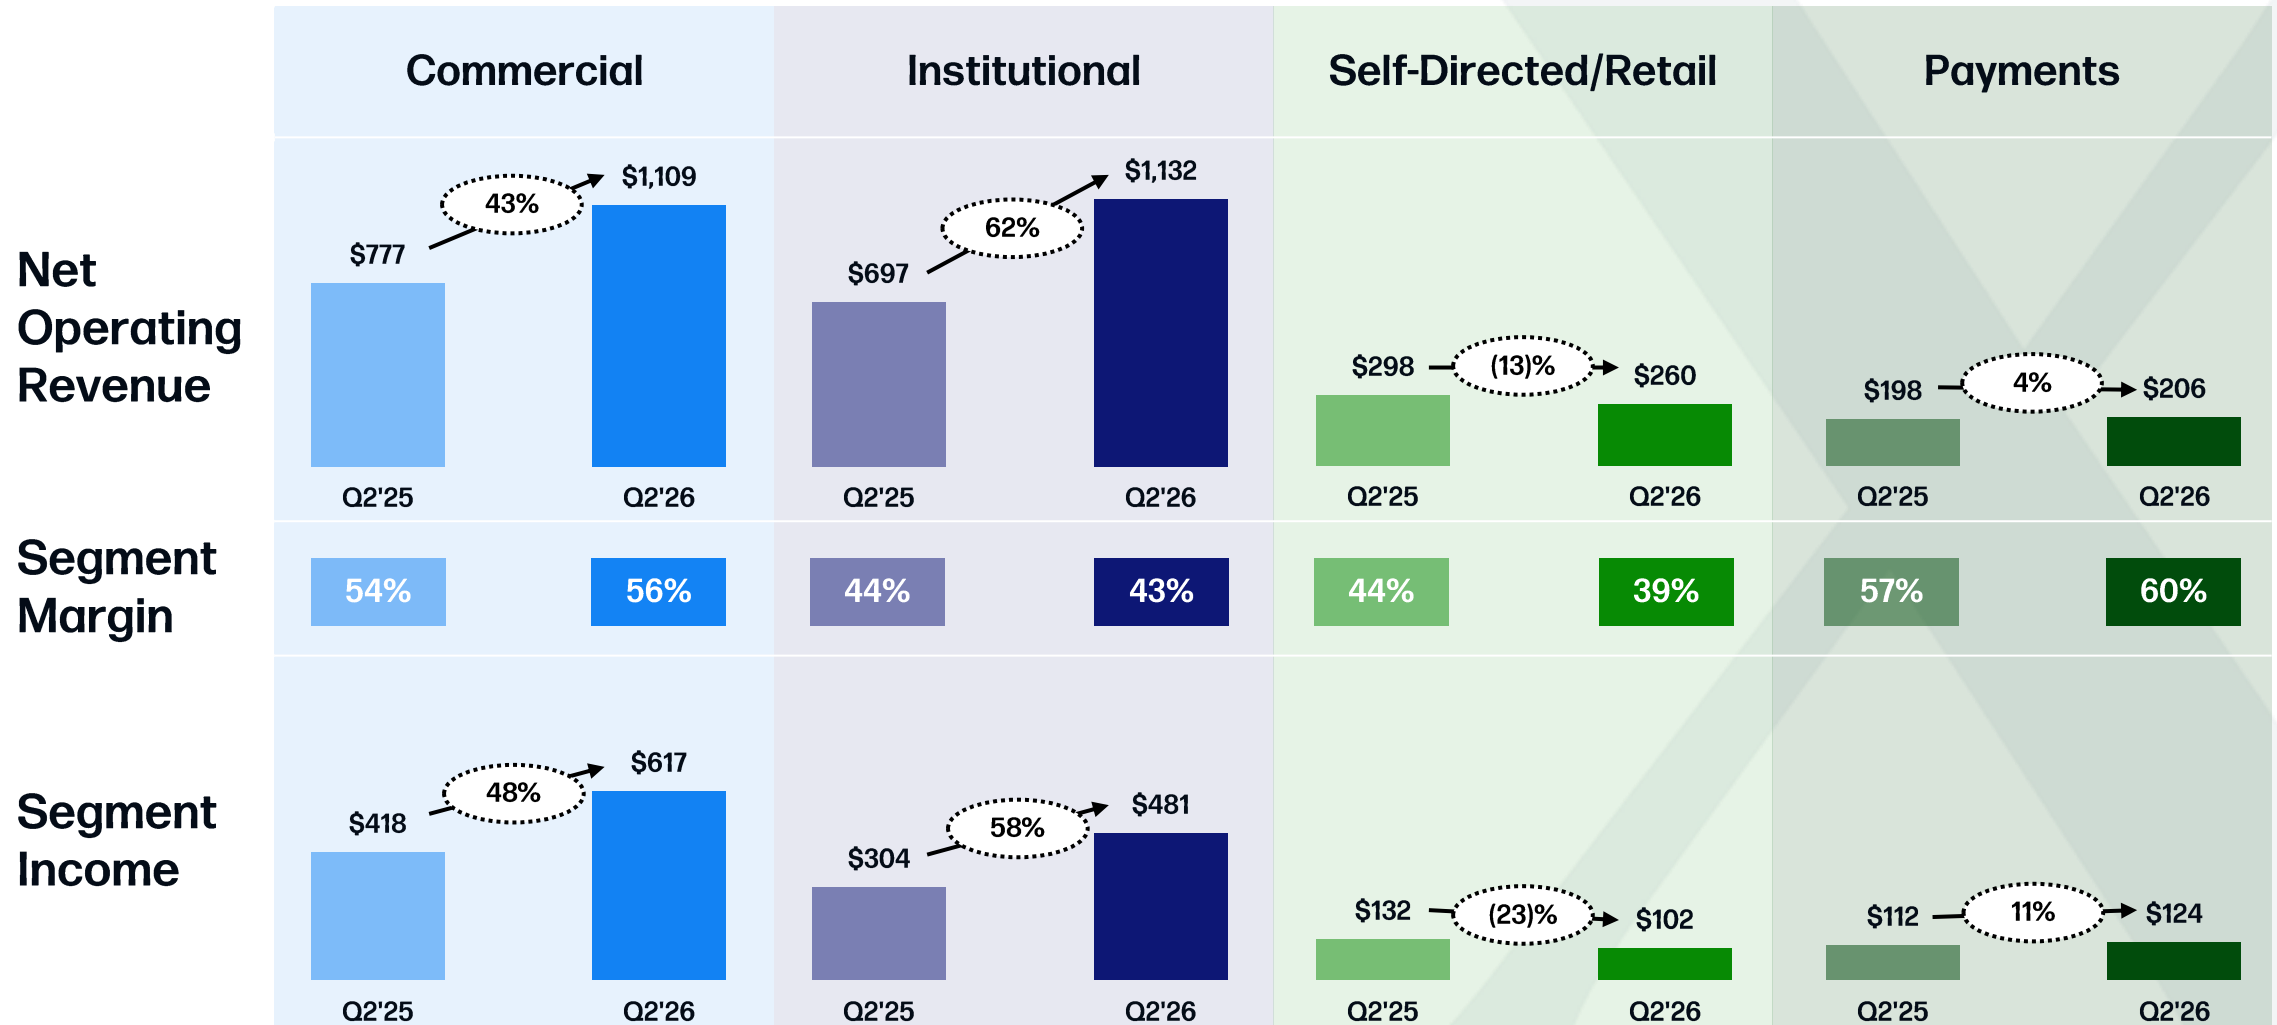 Commercial
Institutional
Self-Directed/Retail
Payments
Net
Operating
Revenue
$777
43%
$1,109
Q2'25
Q2'26
$697
62%
$1,132
Q2'25
Q2'26
$298
(13)%
$260
Q2'25
Q2'26
$198
4%
$206
Q2'25
Q2'26
Segment
Margin
54%
56%
44%
43%
44%
39%
57%
60%
Segment
Income
$418
48%
$617
Q2'25
Q2'26
$304
58%
$481
Q2'25
Q2'26
$132
(23)%
$102
Q2'25
Q2'26
$112
11%
$124
Q2'25
Q2'26